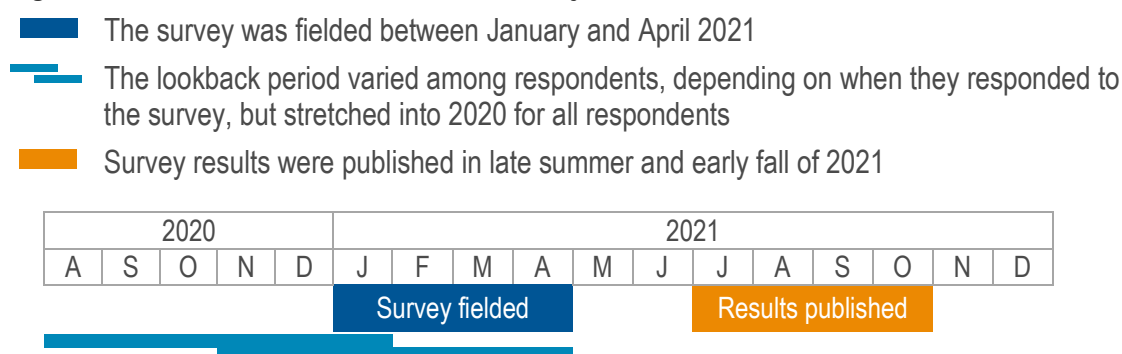 The survey was fielded between January and April 2021
The lookback period varied among respondents, depending on when they responded to
the survey, but stretched into 2020 for all respondents
Survey results were published in late summer and early fall of 2021
2020 2021
A S O N D J F M A M J J A S O N D
Survey fielded Results published